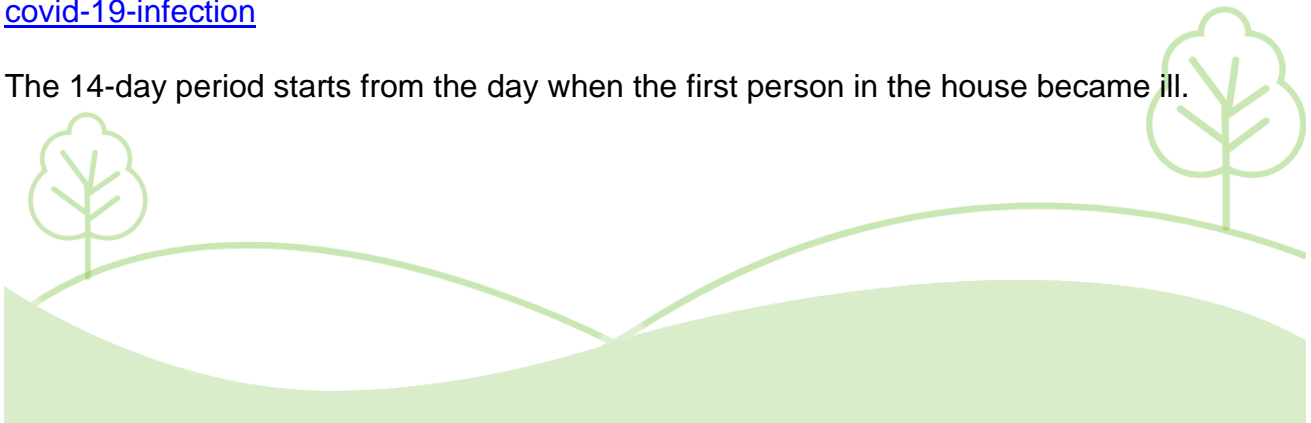 covid-19-infection
The 14-day period starts from the day when the first person in the house became ill.